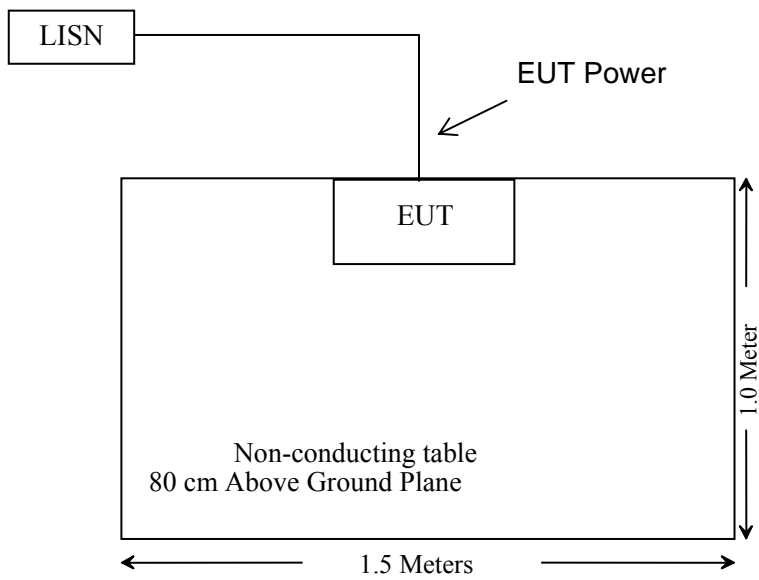 LISN
EUT Power
EUT
1.0 Meter
Non-conducting table
80 cm Above Ground Plane
1.5 Meters